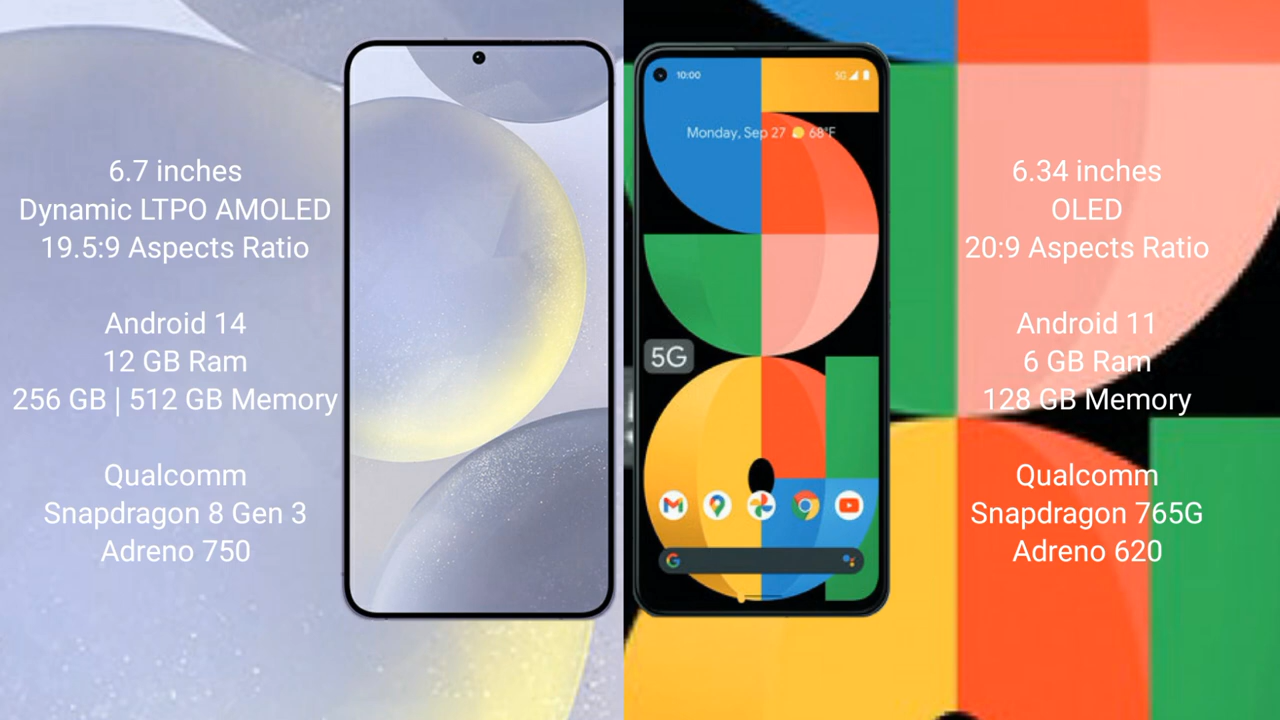 6.7 inches
Dynamic LTPO AMOLED
19.5:9 Aspects Ratio
Android 14
12 GB Ram
256 GB | 512 GB Memory
Qualcomm
Snapdragon 8 Gen 3
Adreno 750
10:00
5G
Monday, Sep 27 68°F
5G
6.34 inches
OLED
20:9 Aspects Ratio
Android 11
6 GB Ram
128 GB Memory
Qualcomm
Snapdragon 765G
Adreno 620